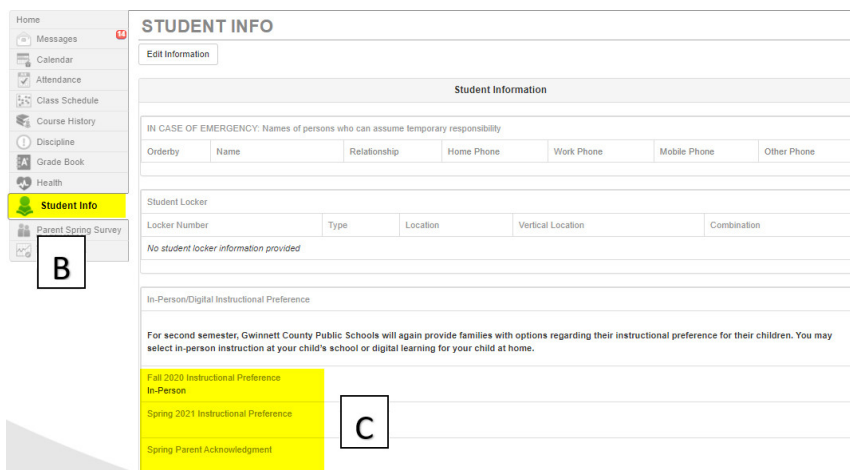 Home
Messages 14
Calendar
Attendance
Class Schedule
Course History
Discipline
Grade Book
Health
Student Info
Parent Spring Survey
B
STUDENT INFO
Edit Information
Student Information
IN CASE OF EMERGENCY: Names of persons who can assume temporary responsibility
Orderby Name Relationship Home Phone Work Phone Mobile Phone Other Phone
Student Locker
Locker Number Type Location Vertical Location Combination
No student locker information provided
In-Person/Digital Instructional Preference
For second semester, Gwinnett County Public Schools will again provide families with options regarding their instructional preference for their children. You may
select in-person instruction at your child's school or digital learning for your child at home.
Fall 2020 Instructional Preference
In-Person
Spring 2021 Instructional Preference
C
Spring Parent Acknowledgment